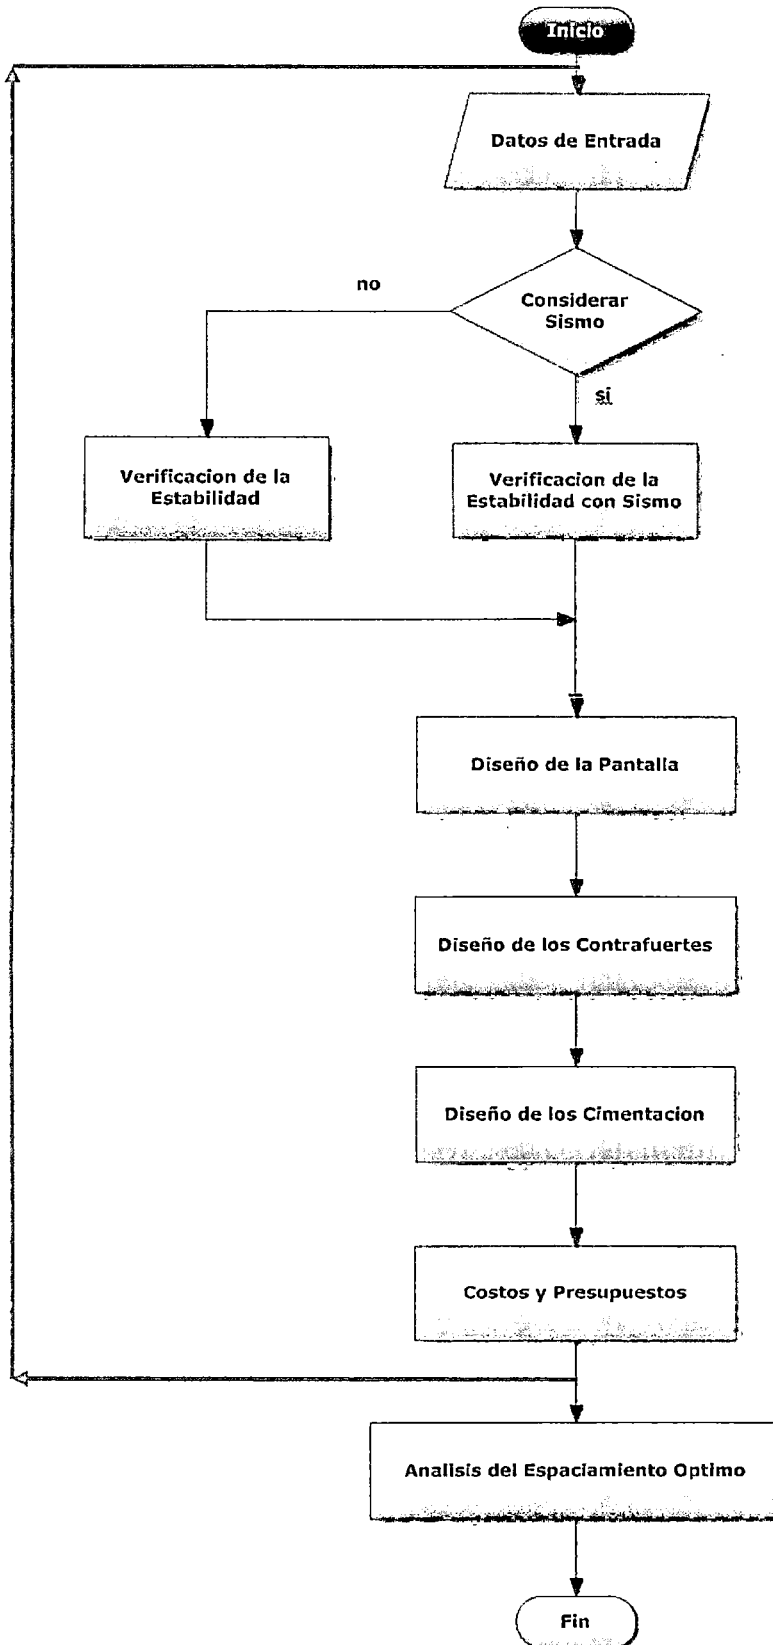 Inicio
Datos de Entrada
Considerar
Sismo
no
si
Verificacion de la
Estabilidad
Verificacion de la
Estabilidad con Sismo
Diseño de la Pantalla
Diseño de los Contrafuertes
Diseño de los Cimentacion
Costos y Presupuestos
Analisis del Espaciamiento Optimo
Fin